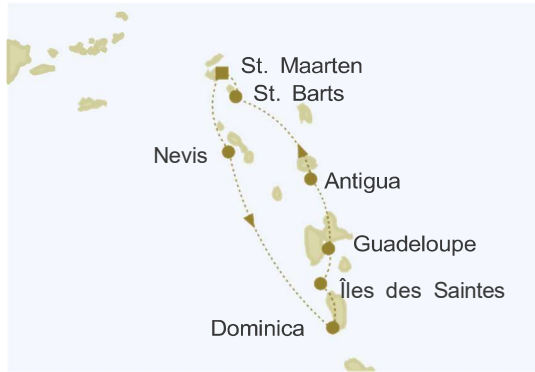 St. Maarten
St. Barts
Nevis
Antigua
Guadeloupe
Îles des Saintes
Dominica